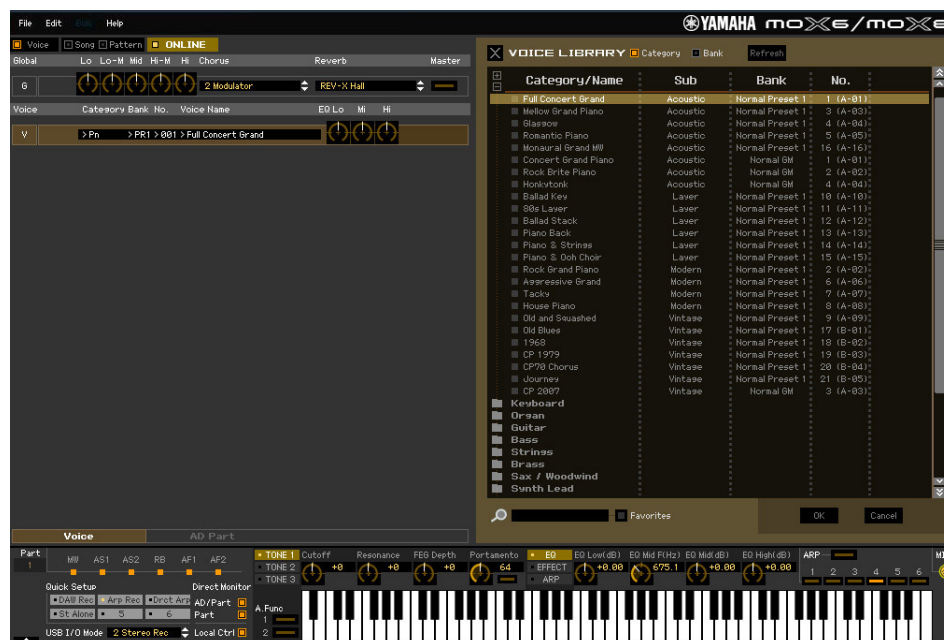 File Edit Edit Help
YAMAHA MOX6/MOX
Voice Song Pattern ONLINE
Global Lo Lo-M Mid Hi-M Hi Chorus Reverb Master
G 2 Modulator REV-X Hall
Voice Category Bank No. Voice Name EQ Lo Mi Hi
V >Pn >PR1 >001 >Full Concert Grand
VOICE LIBRARY Category Bank Refresh
Category/Name Sub Bank No.
Full Concert Grand Acoustic Normal Preset 1 1 (A-01)
Mellow Grand Piano Acoustic Normal Preset 1 3 (A-03)
Glasgow Acoustic Normal Preset 1 4 (A-04)
Romantic Piano Acoustic Normal Preset 1 5 (A-05)
Monaural Grand MW Acoustic Normal Preset 1 16 (A-16)
Concert Grand Piano Acoustic Normal GM 1 (A-01)
Rock Brite Piano Acoustic Normal GM 2 (A-02)
Honkytonk Acoustic Normal GM 4 (A-04)
Ballad Key Layer Normal Preset 1 10 (A-10)
80s Layer Layer Normal Preset 1 11 (A-11)
Ballad Stack Layer Normal Preset 1 12 (A-12)
Piano Back Layer Normal Preset 1 13 (A-13)
Piano & Strings Layer Normal Preset 1 14 (A-14)
Piano & Ooh Choir Layer Normal Preset 1 15 (A-15)
Rock Grand Piano Modern Normal Preset 1 2 (A-02)
Aggressive Grand Modern Normal Preset 1 6 (A-06)
Tacky Modern Normal Preset 1 7 (A-07)
House Piano Modern Normal Preset 1 8 (A-08)
Old and Squashed Vintage Normal Preset 1 9 (A-09)
Old Blues Vintage Normal Preset 1 17 (B-01)
1968 Vintage Normal Preset 1 18 (B-02)
CP 1979 Vintage Normal Preset 1 19 (B-03)
CP70 Chorus Vintage Normal Preset 1 20 (B-04)
Journey Vintage Normal Preset 1 21 (B-05)
CP 2007 Vintage Normal GM 3 (A-03)
Keyboard
Organ
Guitar
Bass
Strings
Brass
Sax / Woodwind
Synth Lead
Favorites OK Cancel
Voice AD Part
Part MW AS1 AS2 RB AF1 AF2
1
Quick Setup Direct Monitor
DAW Rec Arp Rec Drct Arp AD/Part
St Alone 5 6 Part
USB I/O Mode 2 Stereo Rec Local Ctrl
TONE 1 Cutoff Resonance FEG Depth Portamento EQ EQ Low(dB) EQ Mid F(Hz) EQ Mid(dB) EQ High(dB) ARP
TONE 2 +0 +0 +0 64 EFFECT +0.00 675.1 +0.00 +0.00
TONE 3 ARP 1 2 3 4 5 6
A.Func
1
2